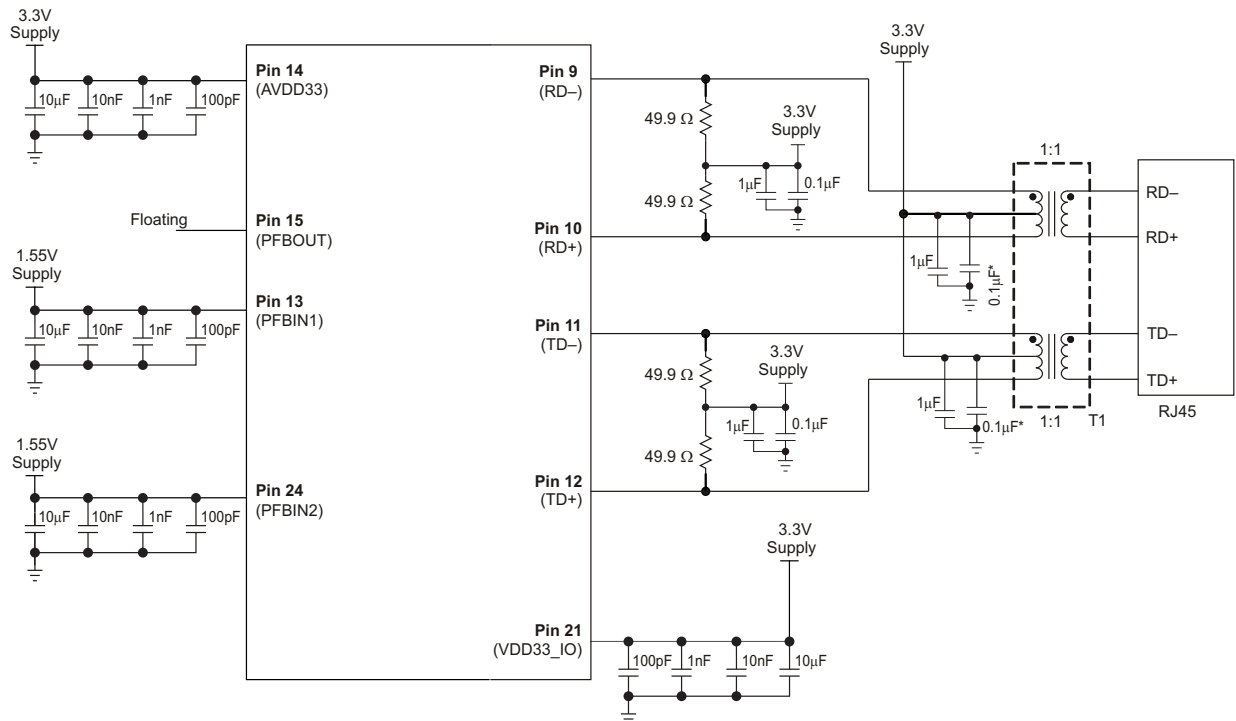 3.3V
Supply
10μF
10nF
1nF
100pF
Pin 14
(AVDD33)
Floating
Pin 15
(PFBOUT)
1.55V
Supply
10μF
10nF
1nF
100pF
Pin 13
(PFBIN1)
1.55V
Supply
10μF
10nF
1nF
100pF
Pin 24
(PFBIN2)
Pin 9
(RD–)
49.9 Ω
3.3V
Supply
1μF
0.1μF
49.9 Ω
Pin 10
(RD+)
Pin 11
(TD–)
49.9 Ω
3.3V
Supply
1μF
0.1μF
49.9 Ω
Pin 12
(TD+)
3.3V
Supply
Pin 21
(VDD33_IO)
100pF
1nF
10nF
10μF
3.3V
Supply
1μF
0.1μF*
1μF
0.1μF*
1:1
1:1
T1
RD–
RD+
TD–
TD+
RJ45